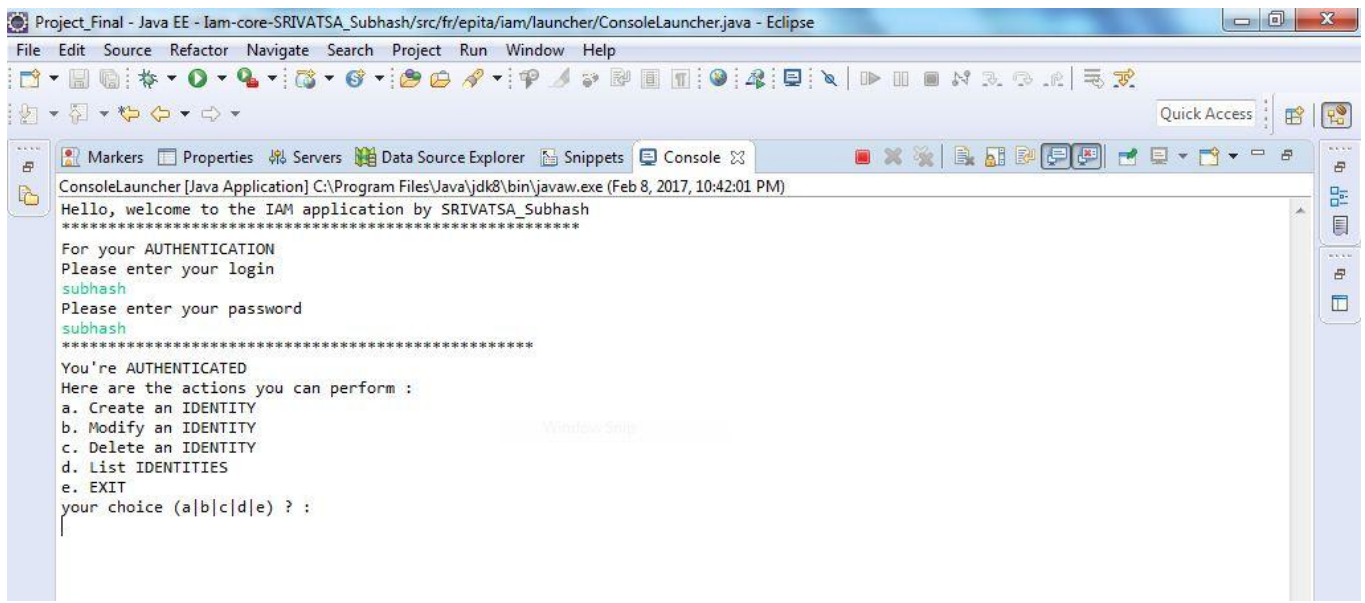 Project_Final - Java EE - Iam-core-SRIVATSA_Subhash/src/fr/epita/iam/launcher/ConsoleLauncher.java - Eclipse
File Edit Source Refactor Navigate Search Project Run Window Help
Quick Access
Markers Properties Servers Data Source Explorer Snippets Console
ConsoleLauncher [Java Application] C:\Program Files\Java\jdk8\bin\javaw.exe (Feb 8, 2017, 10:42:01 PM)
Hello, welcome to the IAM application by SRIVATSA_Subhash
********************************************************
For your AUTHENTICATION
Please enter your login
subhash
Please enter your password
subhash
***************************************************
You're AUTHENTICATED
Here are the actions you can perform :
a. Create an IDENTITY
b. Modify an IDENTITY
Window Snip
c. Delete an IDENTITY
d. List IDENTITIES
e. EXIT
your choice (a|b|c|d|e) ? :